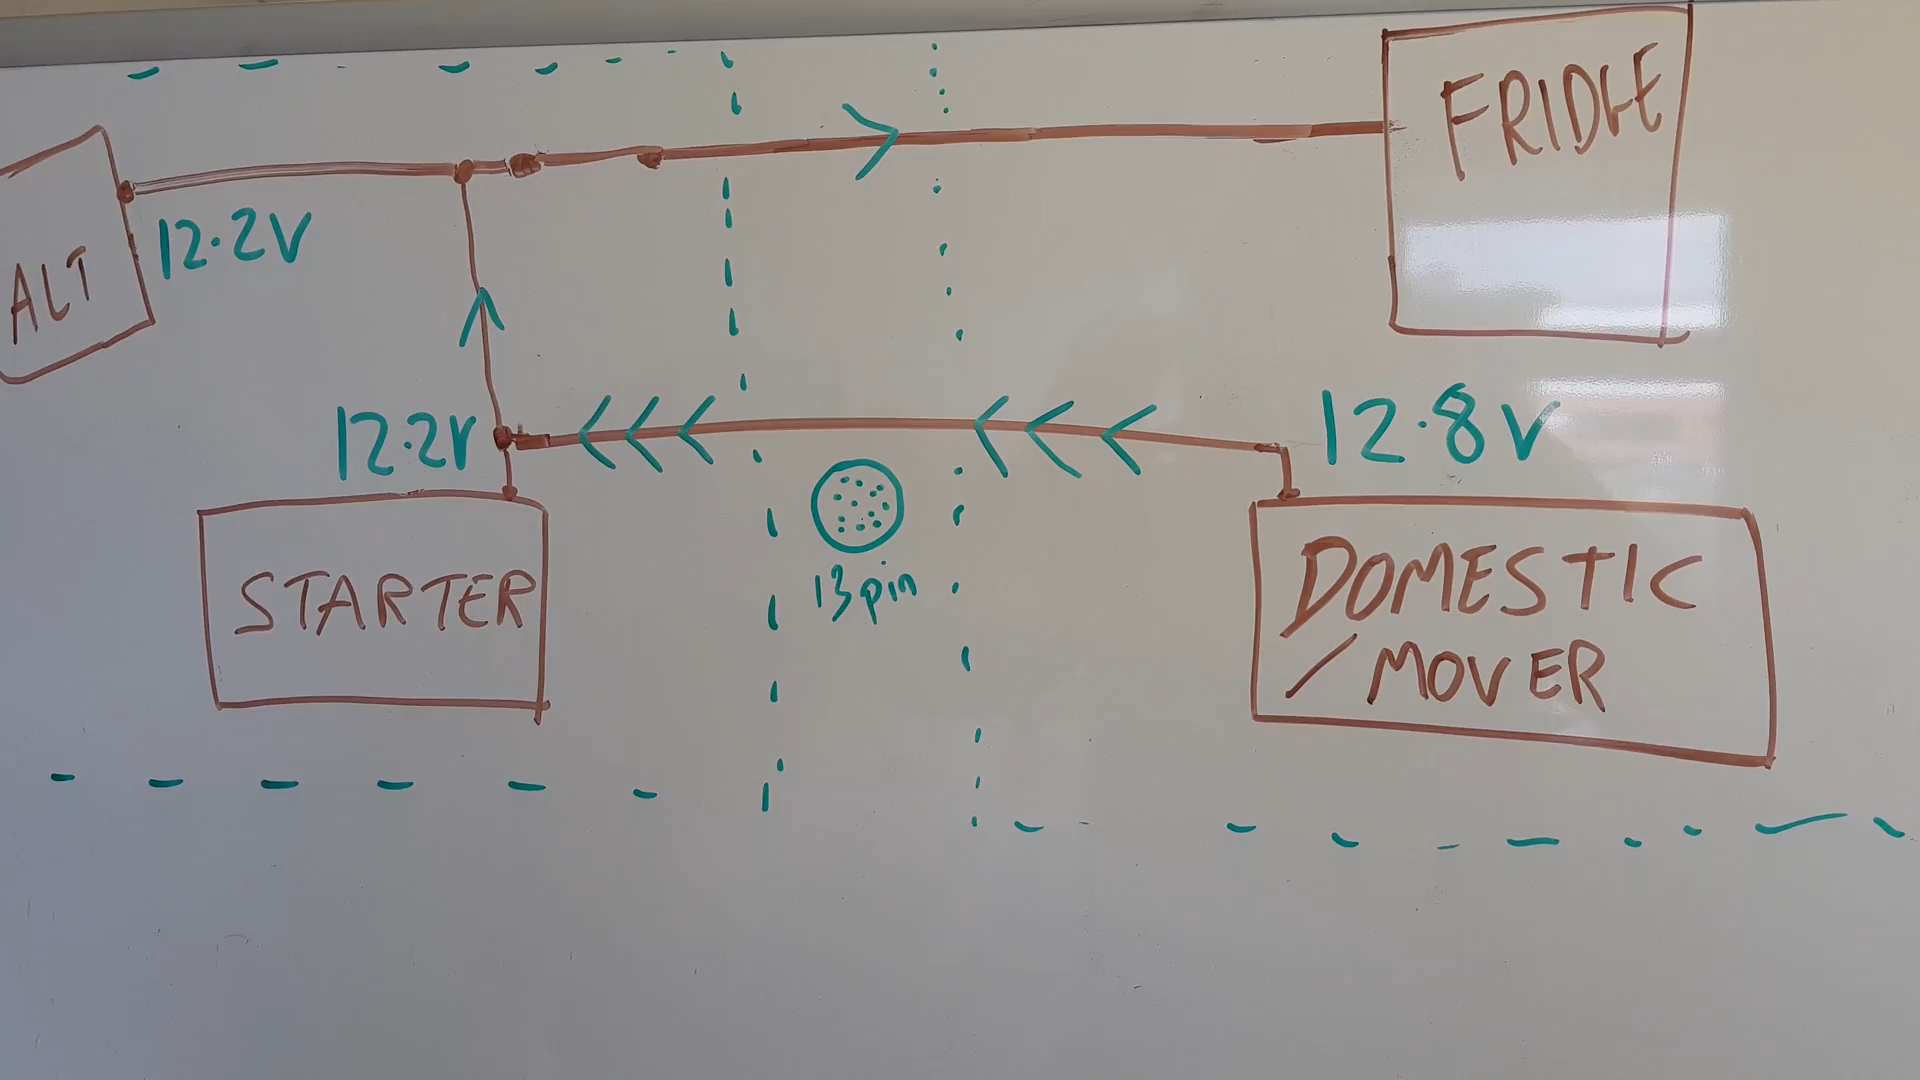 FRIDGE
ALT
12.2V
12.2V
12.8V
STARTER
13pin
DOMESTIC
/MOVER